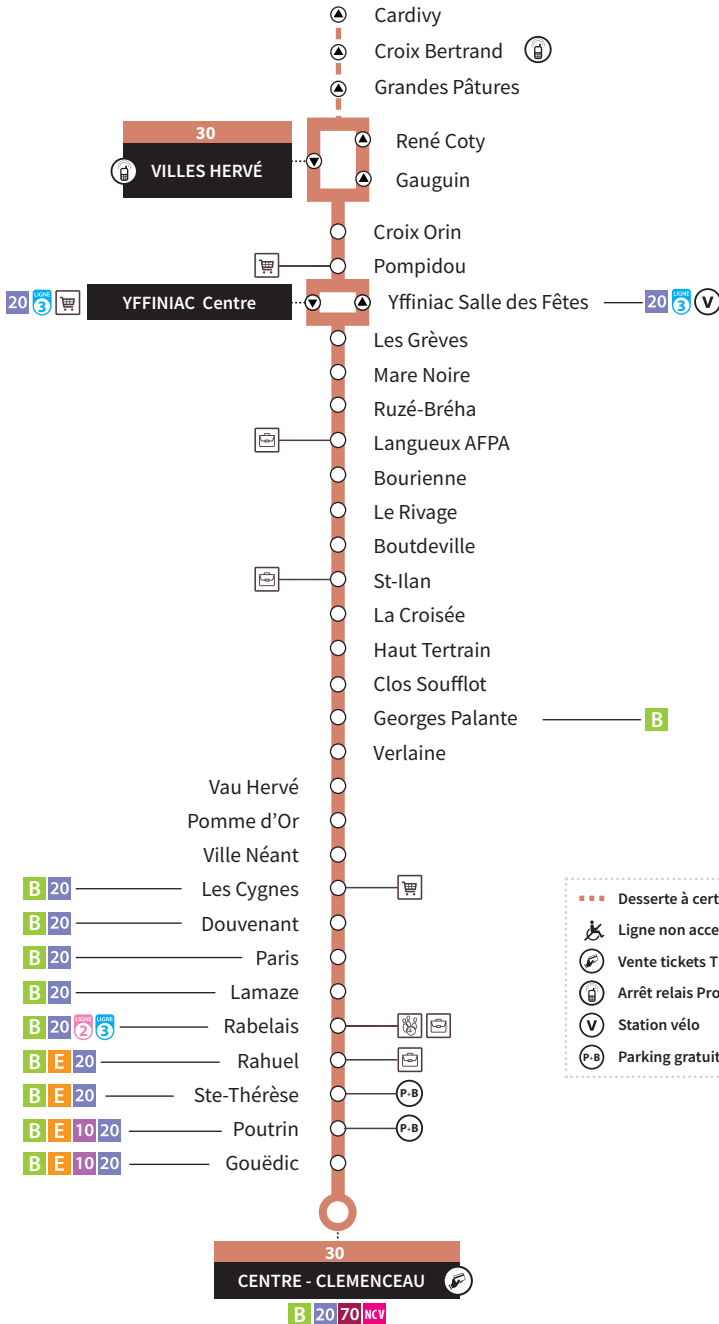 Cardivy
Croix Bertrand
Grandes Pâtures
30
VILLES HERVÉ
René Coty
Gauguin
Croix Orin
Pompidou
20 LIGNE 3 YFFINIAC Centre
Yffiniac Salle des Fêtes 20 LIGNE 3 V
Les Grèves
Mare Noire
Ruzé-Bréha
Langueux AFPA
Bourienne
Le Rivage
Boutdeville
St-Ilan
La Croisée
Haut Tertrain
Clos Soufflot
Georges Palante B
Verlaine
Vau Hervé
Pomme d’Or
Ville Néant
B 20 Les Cygnes
B 20 Douvenant
B 20 Paris
B 20 Lamaze
B 20 LIGNE 2 LIGNE 3 Rabelais
B E 20 Rahuel
B E 20 Ste-Thérèse P+B
B E 10 20 Poutrin P+B
B E 10 20 Gouëdic
30
CENTRE - CLEMENCEAU
B 20 70 NCV
Desserte à cert
Ligne non acce
Vente tickets T
Arrêt relais Pro
V Station vélo
P+B Parking gratuit